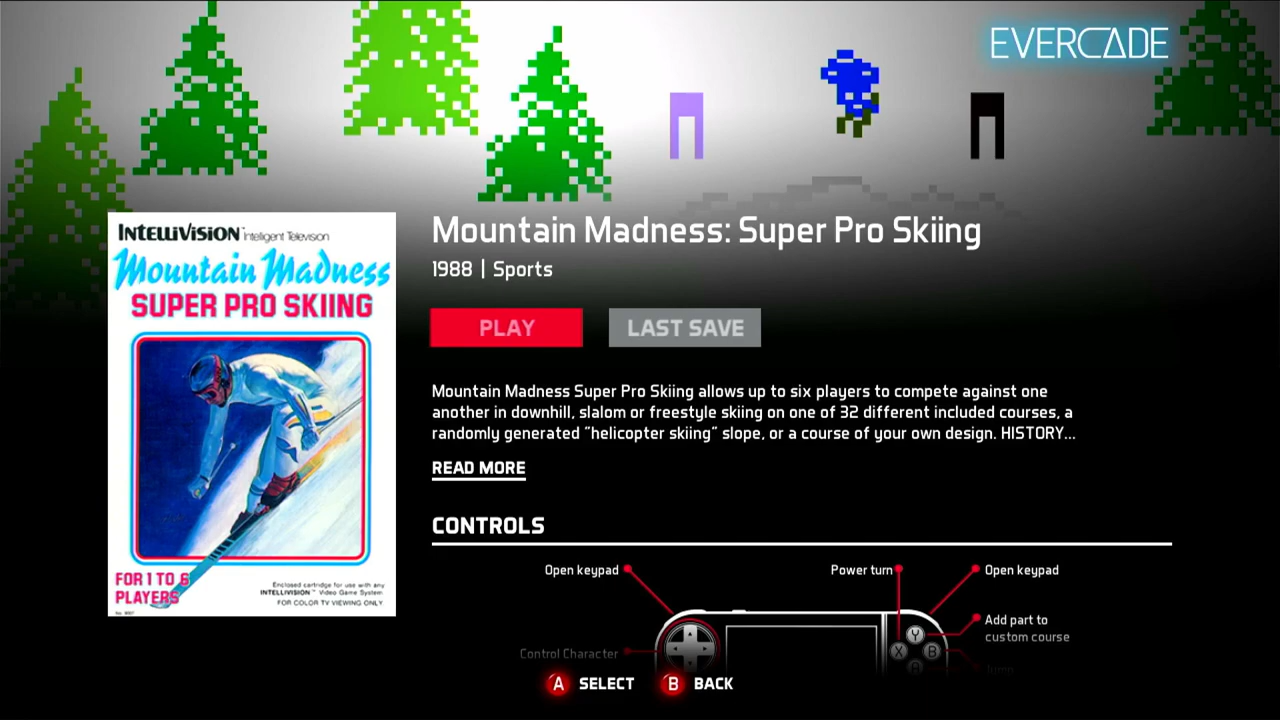 EVERCADE
INTELLIVISION Intelligent Television
Mountain Madness
SUPER PRO SKIING
FOR 1 TO 6
PLAYERS
Enclosed cartridge for use with any
INTELLIVISION™ Video Game System.
FOR COLOR TV VIEWING ONLY.
Mountain Madness: Super Pro Skiing
1988 | Sports
PLAY
LAST SAVE
Mountain Madness Super Pro Skiing allows up to six players to compete against one
another in downhill, slalom or freestyle skiing on one of 32 different included courses, a
randomly generated "helicopter skiing" slope, or a course of your own design. HISTORY...
READ MORE
CONTROLS
Open keypad
Power turn
Open keypad
Add part to
custom course
Control Character
Y
X
B
Jump
A SELECT
B BACK